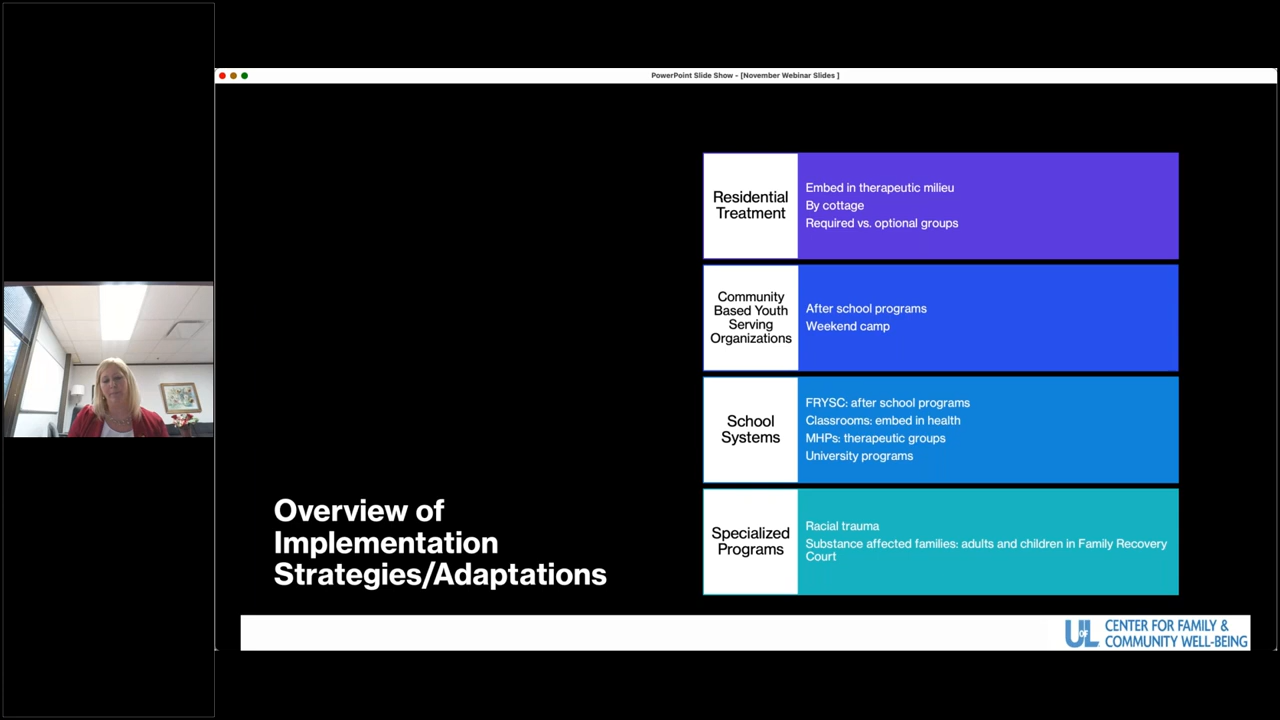 PowerPoint Slide Show - [November Webinar Slides ]
Overview of
Implementation
Strategies/Adaptations
Residential
Treatment
Embed in therapeutic milieu
By cottage
Required vs. optional groups
Community
Based Youth
Serving
Organizations
After school programs
Weekend camp
School
Systems
FRYSC: after school programs
Classrooms: embed in health
MHPs: therapeutic groups
University programs
Specialized
Programs
Racial trauma
Substance affected families: adults and children in Family Recovery
Court
U OF L
CENTER FOR FAMILY &
COMMUNITY WELL-BEING